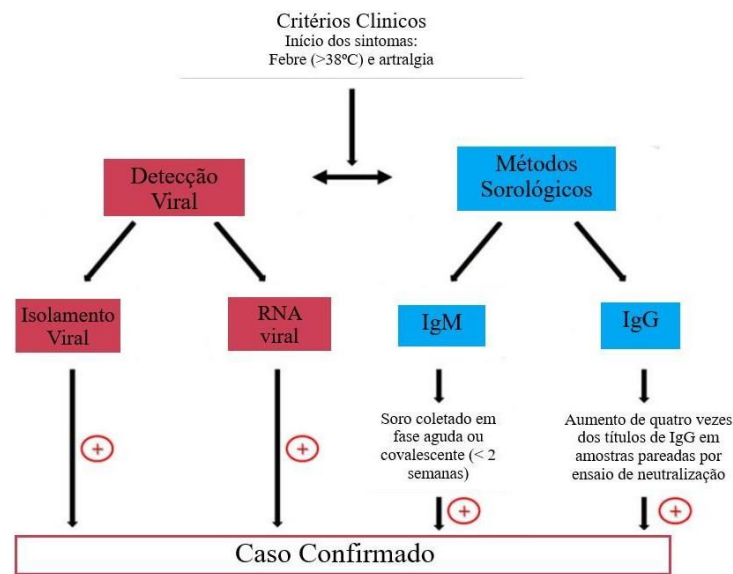 Critérios Clinicos
Início dos sintomas:
Febre (>38ºC) e artralgia
Detecção
Viral
Métodos
Sorológicos
Isolamento
Viral
RNA
viral
IgM
IgG
Soro coletado em
fase aguda ou
covalescente (< 2
semanas)
Aumento de quatro vezes
dos títulos de IgG em
amostras pareadas por
ensaio de neutralização
+
+
+
+
Caso Confirmado